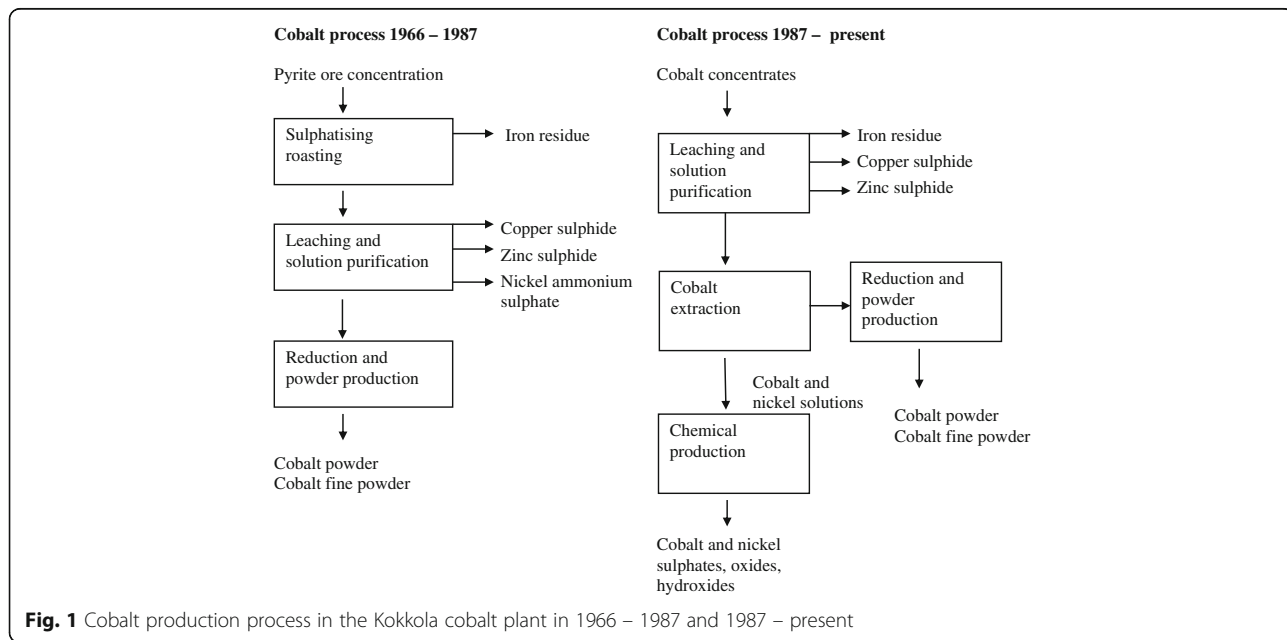 Cobalt process 1966 – 1987
Pyrite ore concentration
Sulphatising
roasting
Iron residue
Leaching and
solution purification
Copper sulphide
Zinc sulphide
Nickel ammonium
sulphate
Reduction and
powder production
Cobalt powder
Cobalt fine powder
Cobalt process 1987 – present
Cobalt concentrates
Leaching and
solution
purification
Iron residue
Copper sulphide
Zinc sulphide
Cobalt
extraction
Reduction and
powder
production
Cobalt and
nickel solutions
Cobalt powder
Cobalt fine powder
Chemical
production
Cobalt and nickel
sulphates, oxides,
hydroxides
Fig. 1 Cobalt production process in the Kokkola cobalt plant in 1966 – 1987 and 1987 – present